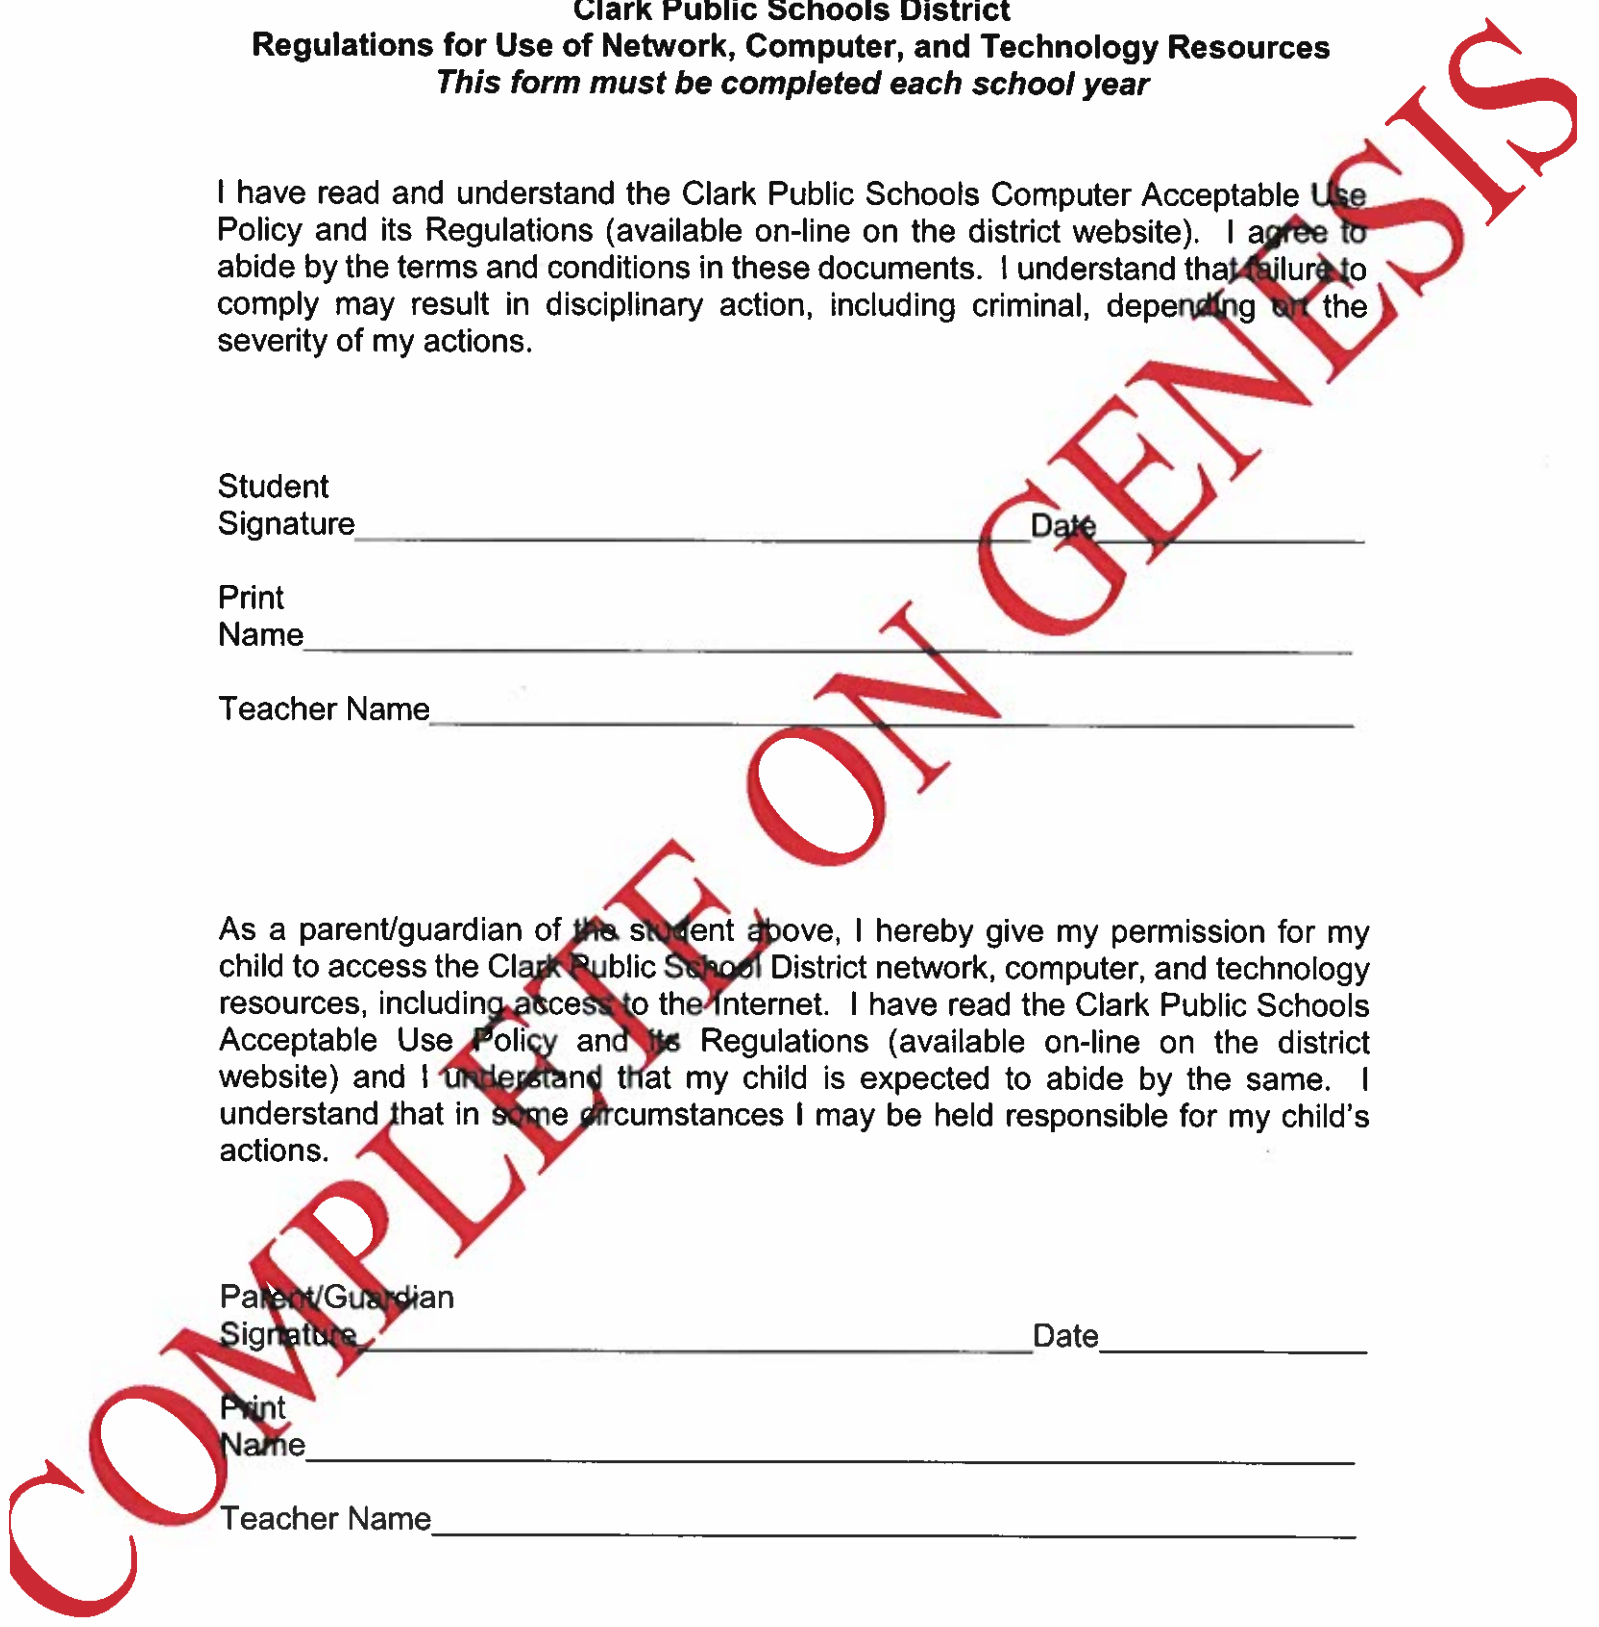 Clark Public Schools District
Regulations for Use of Network, Computer, and Technology Resources
This form must be completed each school year
I have read and understand the Clark Public Schools Computer Acceptable Use
Policy and its Regulations (available on-line on the district website). I agree to
abide by the terms and conditions in these documents. I understand that failure to
comply may result in disciplinary action, including criminal, depending on the
severity of my actions.
Student
Signature Date
Print
Name
Teacher Name
As a parent/guardian of the student above, I hereby give my permission for my
child to access the Clark Public School District network, computer, and technology
resources, including access to the Internet. I have read the Clark Public Schools
Acceptable Use Policy and its Regulations (available on-line on the district
website) and I understand that my child is expected to abide by the same. I
understand that in some circumstances I may be held responsible for my child's
actions.
Parent/Guardian
Signature Date
Print
Name
Teacher Name
COMPLETE ON GENESIS